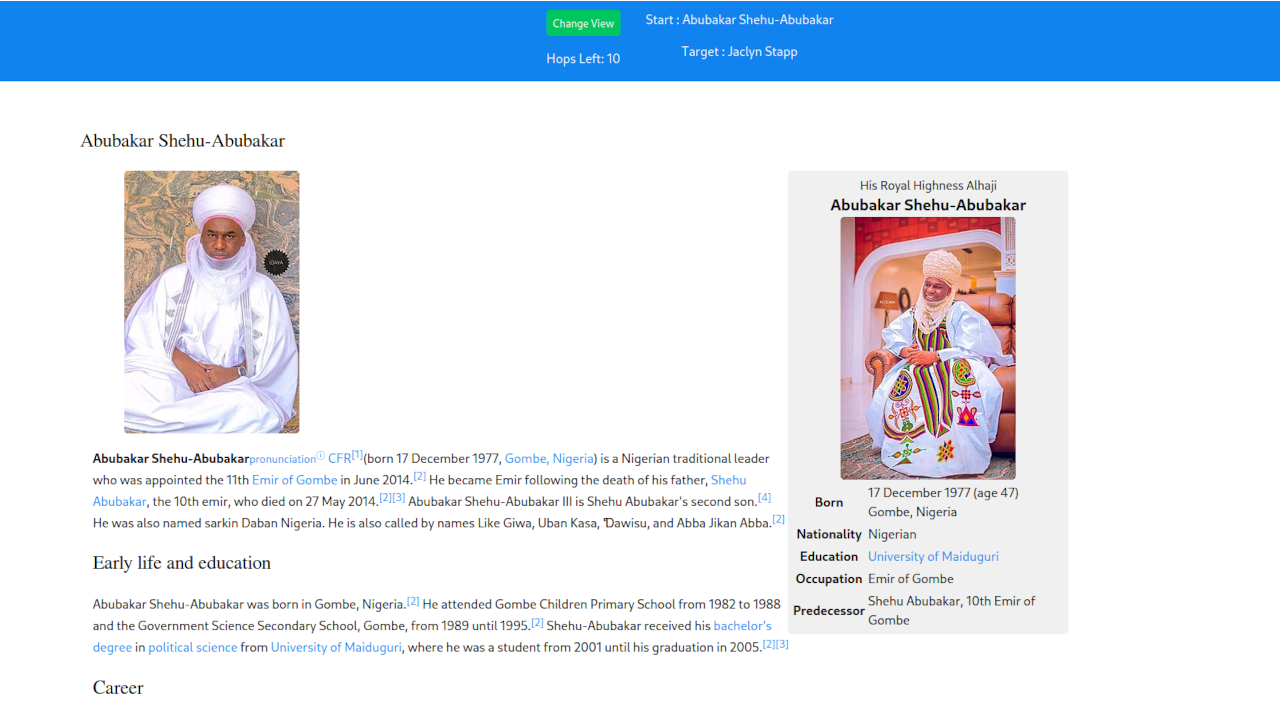 Change View
Start : Abubakar Shehu-Abubakar
Hops Left: 10
Target : Jaclyn Stapp
Abubakar Shehu-Abubakar
His Royal Highness Alhaji
Abubakar Shehu-Abubakar
Abubakar Shehu-Abubakarpronunciationⓘ CFR[1](born 17 December 1977, Gombe, Nigeria) is a Nigerian traditional leader
who was appointed the 11th Emir of Gombe in June 2014.[2] He became Emir following the death of his father, Shehu
Abubakar, the 10th emir, who died on 27 May 2014.[2][3] Abubakar Shehu-Abubakar III is Shehu Abubakar's second son.[4]
He was also named sarkin Daban Nigeria. He is also called by names Like Giwa, Uban Kasa, Ɗawisu, and Abba Jikan Abba.[2]
Early life and education
Abubakar Shehu-Abubakar was born in Gombe, Nigeria.[2] He attended Gombe Children Primary School from 1982 to 1988
and the Government Science Secondary School, Gombe, from 1989 until 1995.[2] Shehu-Abubakar received his bachelor's
degree in political science from University of Maiduguri, where he was a student from 2001 until his graduation in 2005.[2][3]
Career
Born 17 December 1977 (age 47)
Gombe, Nigeria
Nationality Nigerian
Education University of Maiduguri
Occupation Emir of Gombe
Predecessor Shehu Abubakar, 10th Emir of
Gombe